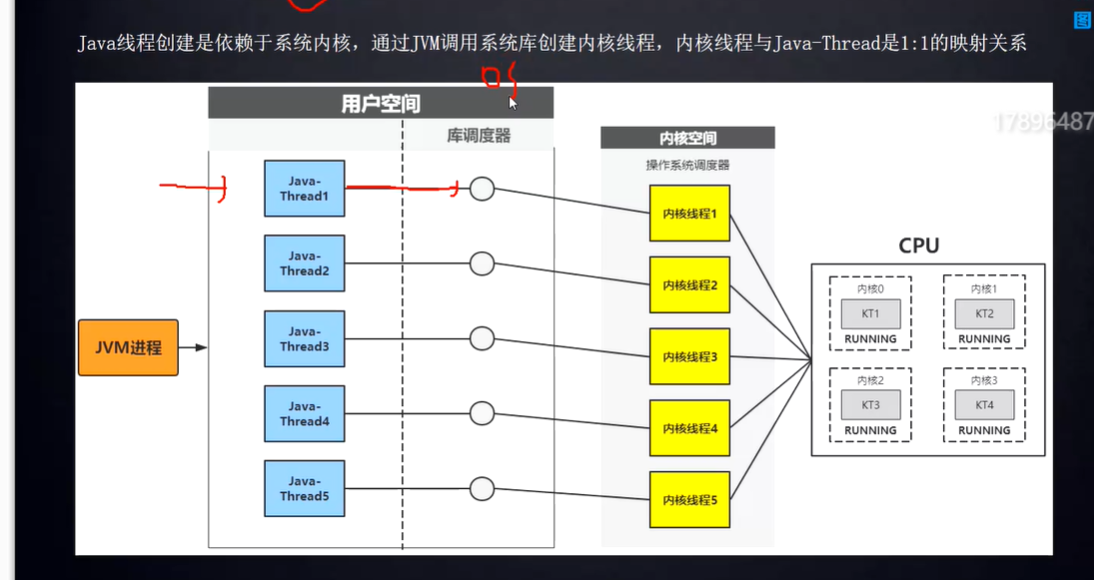 图
Java线程创建是依赖于系统内核，通过JVM调用系统库创建内核线程，内核线程与Java-Thread是1:1的映射关系
OS
17896487
用户空间
库调度器
内核空间
操作系统调度器
Java-
Thread1
内核线程1
Java-
Thread2
内核线程2
Java-
Thread3
内核线程3
Java-
Thread4
内核线程4
Java-
Thread5
内核线程5
JVM进程
CPU
内核0
KT1
RUNNING
内核1
KT2
RUNNING
内核2
KT3
RUNNING
内核3
KT4
RUNNING